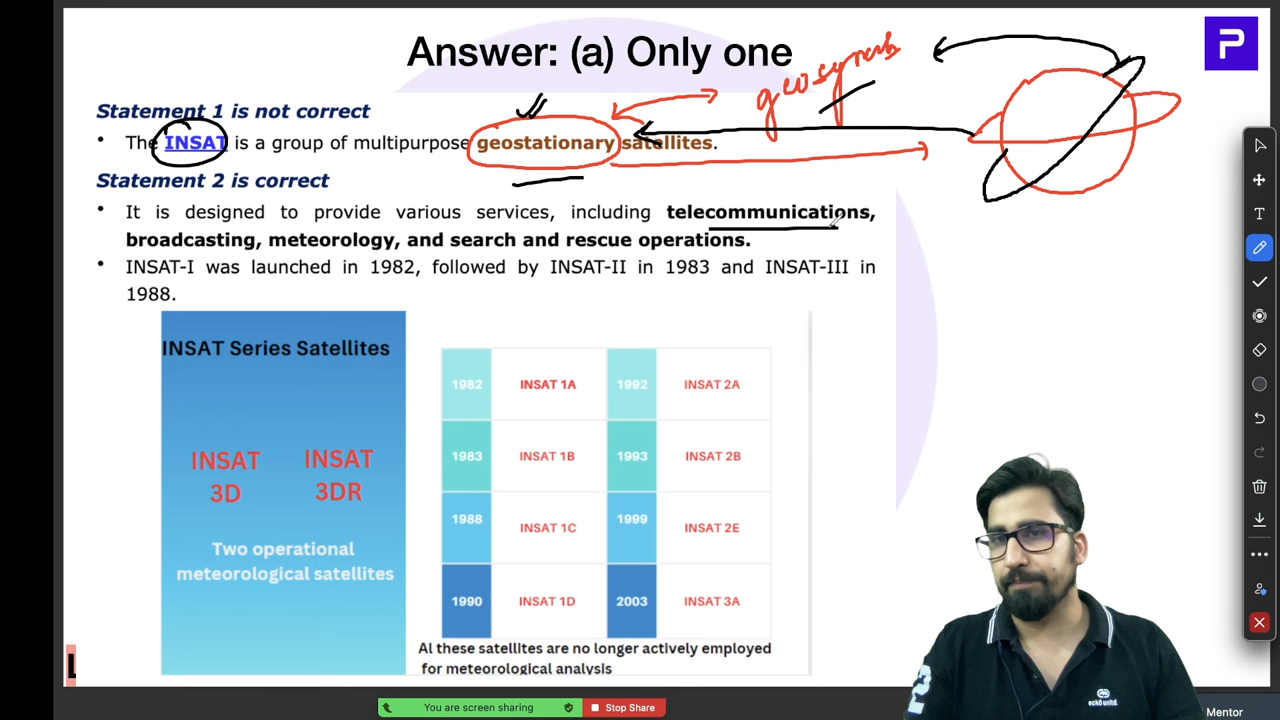 Answer: (a) Only one
P
geosynch
Statement 1 is not correct
• The INSAT is a group of multipurpose geostationary satellites.
Statement 2 is correct
• It is designed to provide various services, including telecommunications,
broadcasting, meteorology, and search and rescue operations.
• INSAT-I was launched in 1982, followed by INSAT-II in 1983 and INSAT-III in
1988.
INSAT Series Satellites
INSAT INSAT
3D 3DR
Two operational
meteorological satellites
1982 INSAT 1A 1992 INSAT 2A
1983 INSAT 1B 1993 INSAT 2B
1988 INSAT 1C 1999 INSAT 2E
1990 INSAT 1D 2003 INSAT 3A
Al these satellites are no longer actively employed
for meteorological analysis
T
2
ecko unltd.
You are screen sharing
Stop Share
Mentor